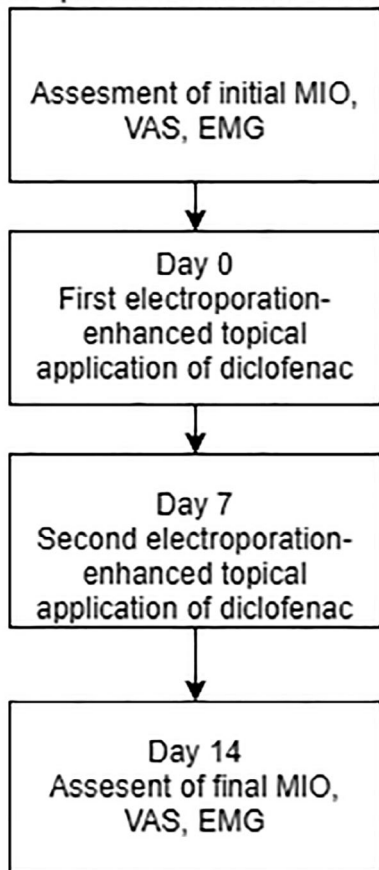 Assesment of initial MIO,
VAS, EMG
Day 0
First electroporation-
enhanced topical
application of diclofenac
Day 7
Second electroporation-
enhanced topical
application of diclofenac
Day 14
Assesent of final MIO,
VAS, EMG